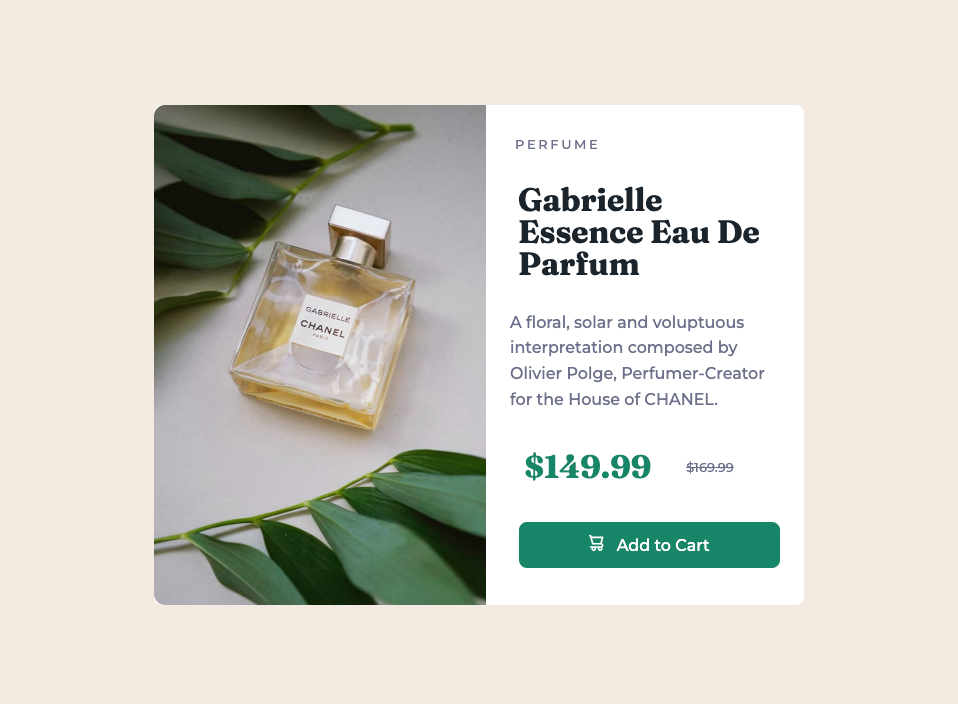 PERFUME
Gabrielle
Essence Eau De
Parfum
GABRIELLE
CHANEL
PARIS
A floral, solar and voluptuous
interpretation composed by
Olivier Polge, Perfumer-Creator
for the House of CHANEL.
$149.99 $169.99
Add to Cart